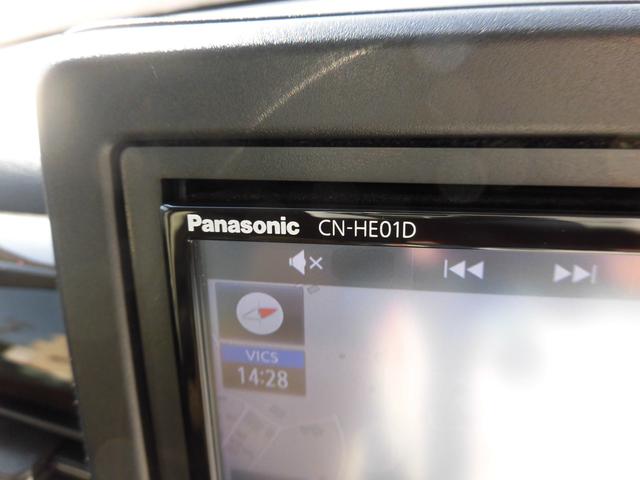 Panasonic CN-HE01D
VICS
14:28